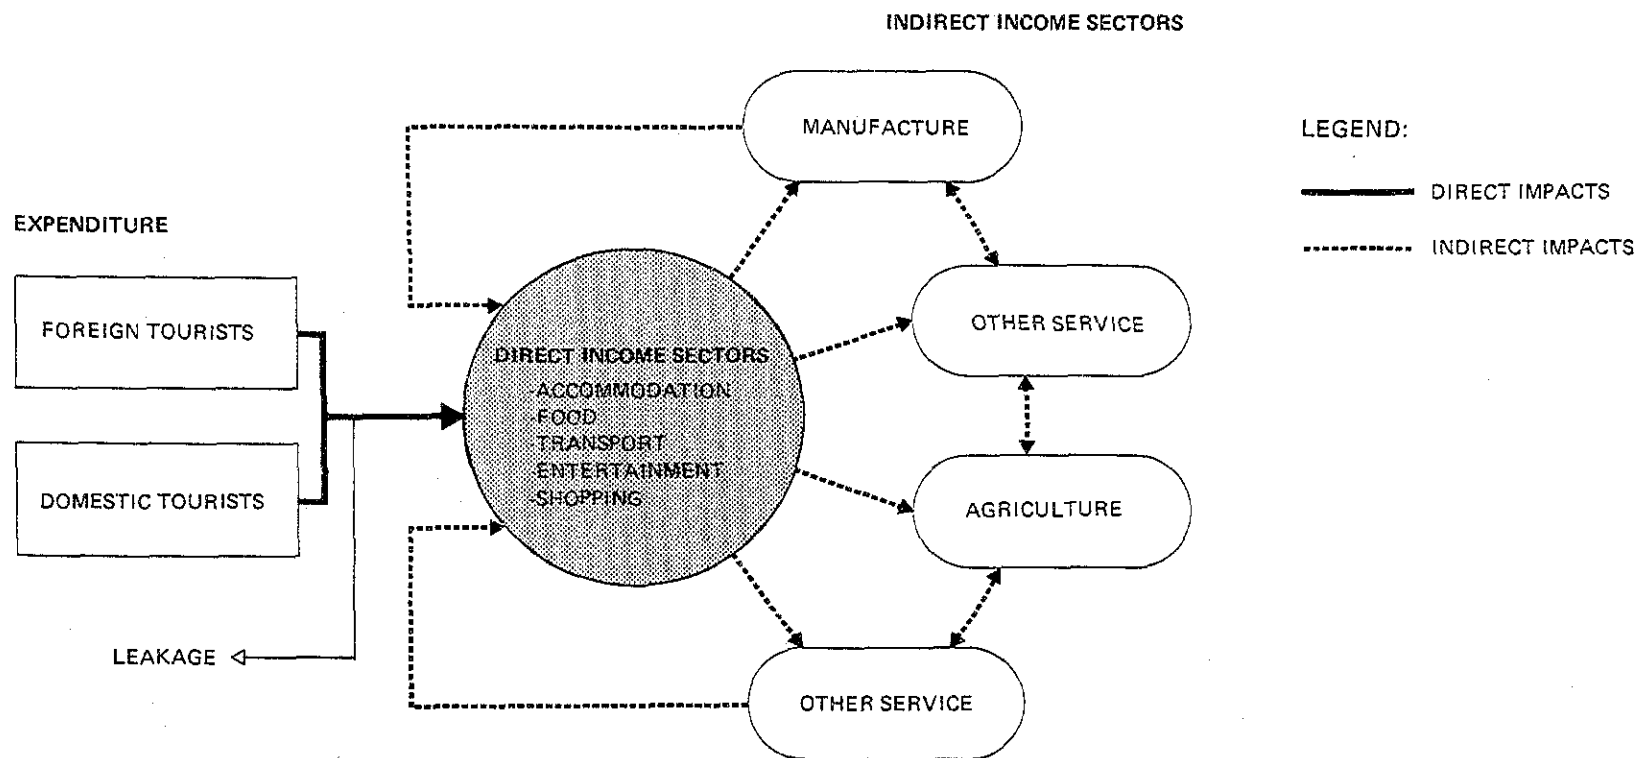 INDIRECT INCOME SECTORS
MANUFACTURE
LEGEND:
DIRECT IMPACTS
INDIRECT IMPACTS
EXPENDITURE
FOREIGN TOURISTS
DOMESTIC TOURISTS
LEAKAGE
DIRECT INCOME SECTORS
-ACCOMMODATION
-FOOD
-TRANSPORT
-ENTERTAINMENT
-SHOPPING
OTHER SERVICE
AGRICULTURE
OTHER SERVICE